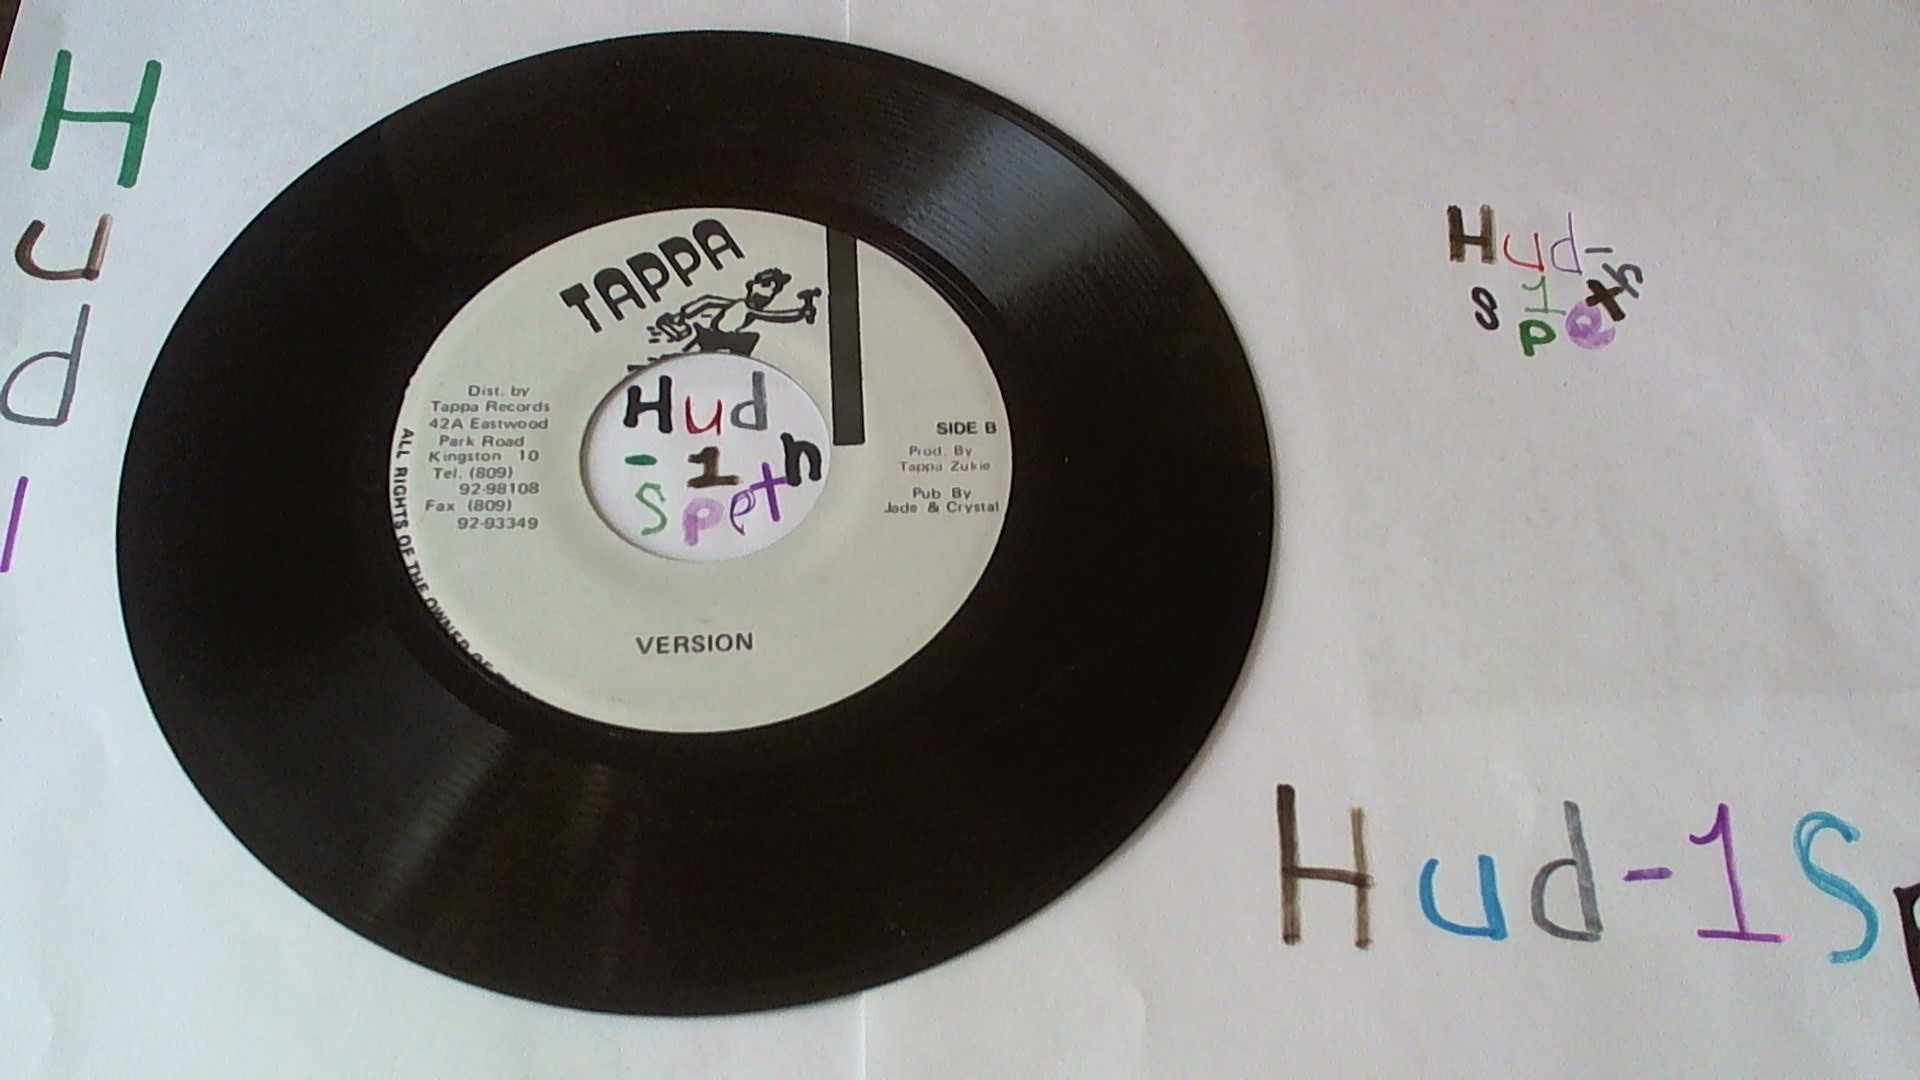 H
u
d
TAPPA
Dist. by
Tappa Records
42A Eastwood
Park Road
Kingston 10
Tel. (809)
92-98108
Fax (809)
92-93349
ALL RIGHTS OF THE OWNER OF
Hud
-1
Speth
SIDE B
Prod. By
Tappa Zukie
Pub By
Jade & Crystal
VERSION
Hud-
1
Speth
Hud-1S